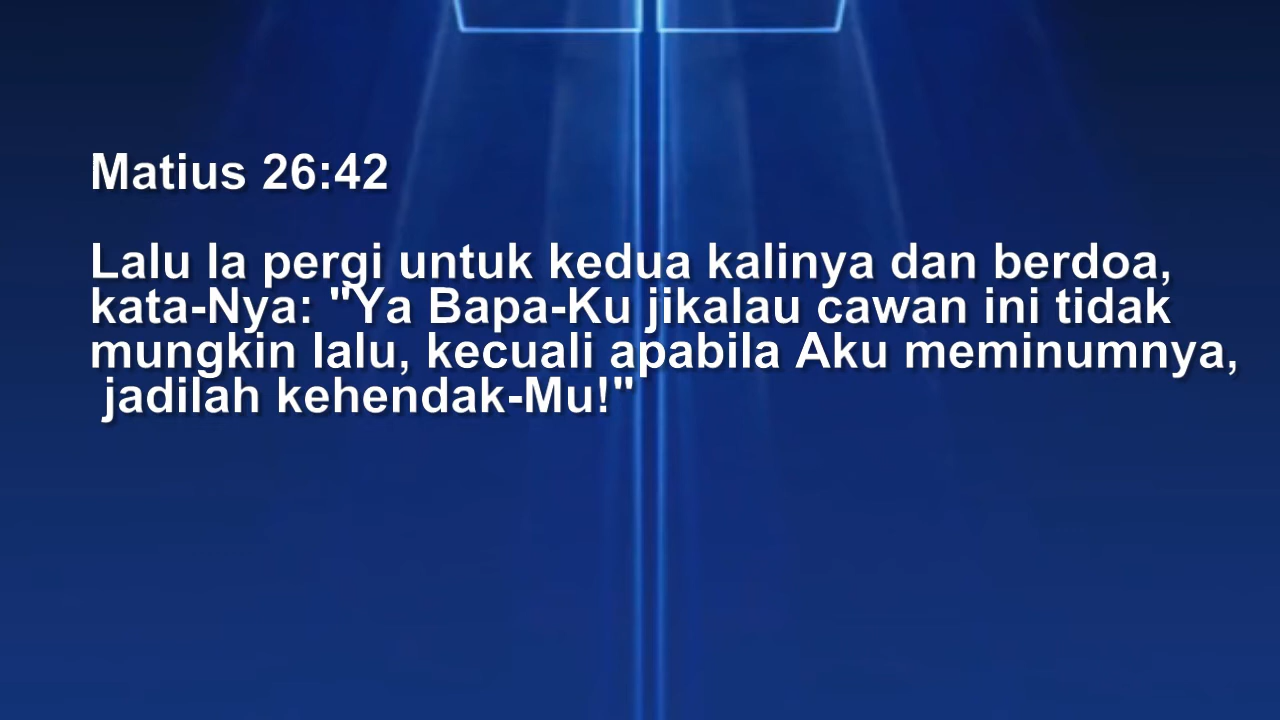 Matius 26:42
Lalu Ia pergi untuk kedua kalinya dan berdoa,
kata-Nya: "Ya Bapa-Ku jikalau cawan ini tidak
mungkin lalu, kecuali apabila Aku meminumnya,
jadilah kehendak-Mu!"